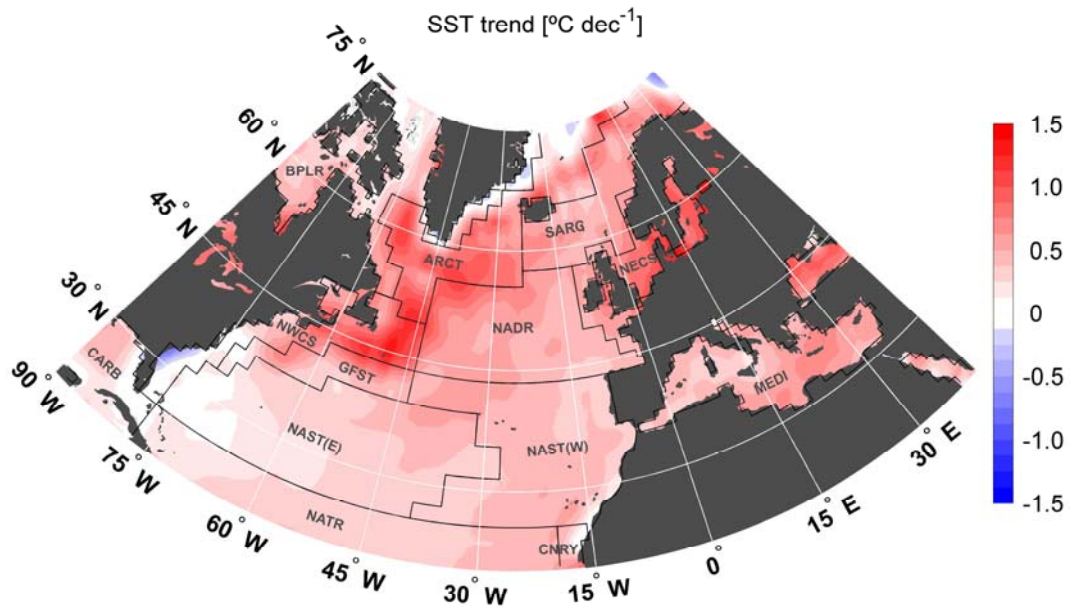 SST trend [ºC dec⁻¹]
75° N
60° N
45° N
30° N
90° W
75° W
60° W
45° W
30° W
15° W
0°
15° E
30° E
BPLR
ARCT
SARG
NECS
NADR
NWCS
GFST
CARB
MEDI
NAST(E)
NAST(W)
NATR
CNRY
1.5
1.0
0.5
0
-0.5
-1.0
-1.5